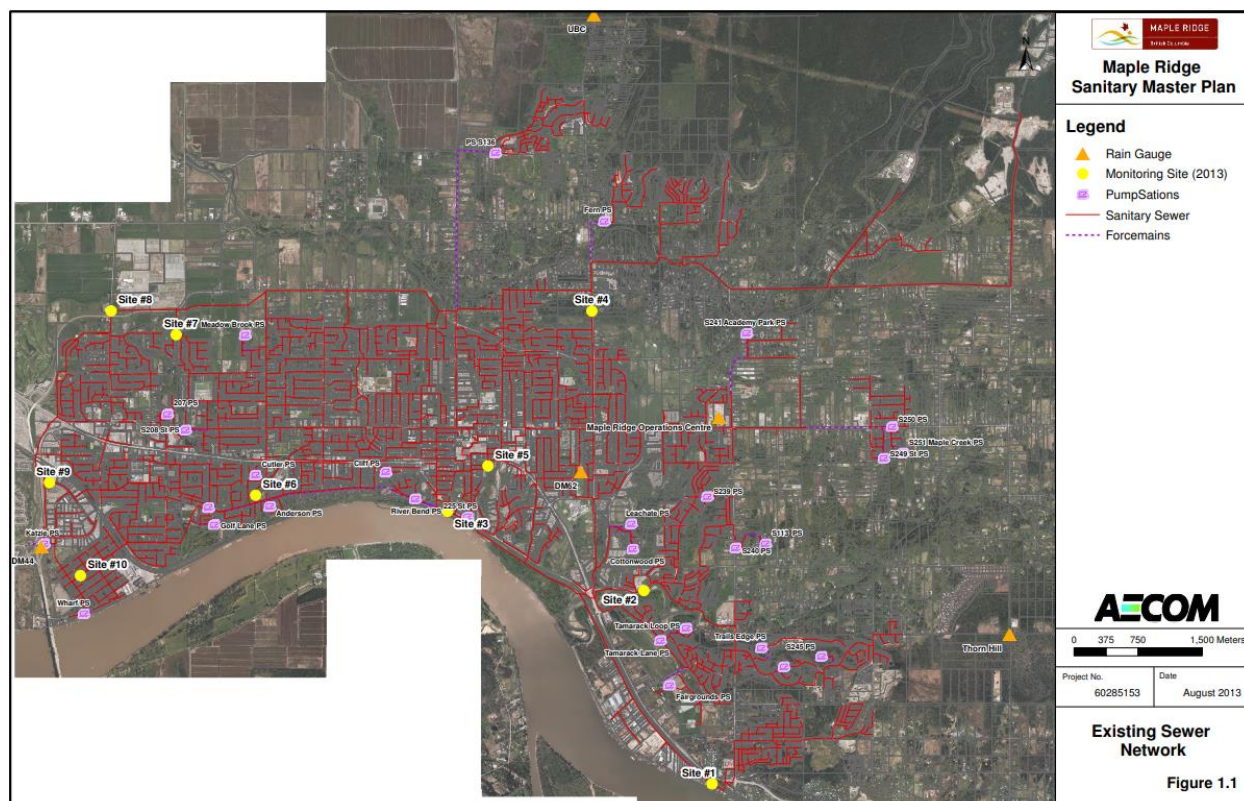 UBC
PS S136
Fern PS
Site #8
Site #4
Site #7
Meadow Brook PS
S241 Academy Park PS
207 PS
S208 St PS
Maple Ridge Operations Centre
S250 PS
S251 Maple Creek PS
S249 St PS
Site #5
Cutler PS
Cliff PS
Site #9
Site #6
DM62
S239 PS
Golf Lane PS
Anderson PS
River Bend PS
225 St PS
Site #3
Leachate PS
S113 PS
S240 PS
Cottonwood PS
Katzie PS
DM44
Site #10
Wharf PS
Site #2
Tamarack Loop PS
Tamarack Lane PS
Trails Edge PS
S245 PS
Thorn Hill
Fairgrounds PS
Site #1
MAPLE RIDGE
British Columbia
N
Maple Ridge
Sanitary Master Plan
Legend
Rain Gauge
Monitoring Site (2013)
PumpSations
Sanitary Sewer
Forcemains
AECOM
0 375 750 1,500 Meters
Project No.
60285153
Date
August 2013
Existing Sewer
Network
Figure 1.1